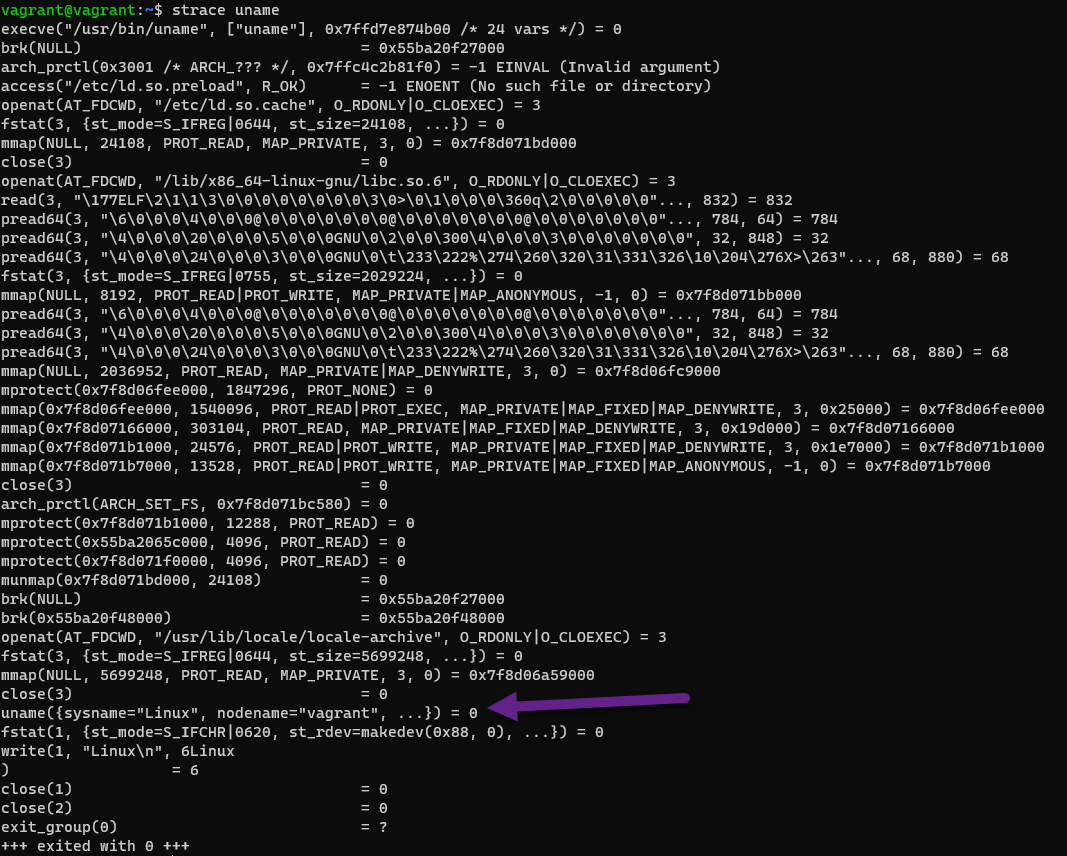 vagrant@vagrant:~$ strace uname
execve("/usr/bin/uname", ["uname"], 0x7ffd7e874b00 /* 24 vars */) = 0
brk(NULL)                               = 0x55ba20f27000
arch_prctl(0x3001 /* ARCH_??? */, 0x7ffc4c2b81f0) = -1 EINVAL (Invalid argument)
access("/etc/ld.so.preload", R_OK)      = -1 ENOENT (No such file or directory)
openat(AT_FDCWD, "/etc/ld.so.cache", O_RDONLY|O_CLOEXEC) = 3
fstat(3, {st_mode=S_IFREG|0644, st_size=24108, ...}) = 0
mmap(NULL, 24108, PROT_READ, MAP_PRIVATE, 3, 0) = 0x7f8d071bd000
close(3)                                = 0
openat(AT_FDCWD, "/lib/x86_64-linux-gnu/libc.so.6", O_RDONLY|O_CLOEXEC) = 3
read(3, "\177ELF\2\1\1\3\0\0\0\0\0\0\0\0\3\0>\0\1\0\0\0\360q\2\0\0\0\0\0"..., 832) = 832
pread64(3, "\6\0\0\0\4\0\0\0@\0\0\0\0\0\0\0@\0\0\0\0\0\0\0@\0\0\0\0\0\0\0"..., 784, 64) = 784
pread64(3, "\4\0\0\0\20\0\0\0\5\0\0\0GNU\0\2\0\0\300\4\0\0\0\3\0\0\0\0\0\0\0", 32, 848) = 32
pread64(3, "\4\0\0\0\24\0\0\0\3\0\0\0GNU\0\t\233\222%\274\260\320\31\331\326\10\204\276X>\263"..., 68, 880) = 68
fstat(3, {st_mode=S_IFREG|0755, st_size=2029224, ...}) = 0
mmap(NULL, 8192, PROT_READ|PROT_WRITE, MAP_PRIVATE|MAP_ANONYMOUS, -1, 0) = 0x7f8d071bb000
pread64(3, "\6\0\0\0\4\0\0\0@\0\0\0\0\0\0\0@\0\0\0\0\0\0\0@\0\0\0\0\0\0\0"..., 784, 64) = 784
pread64(3, "\4\0\0\0\20\0\0\0\5\0\0\0GNU\0\2\0\0\300\4\0\0\0\3\0\0\0\0\0\0\0", 32, 848) = 32
pread64(3, "\4\0\0\0\24\0\0\0\3\0\0\0GNU\0\t\233\222%\274\260\320\31\331\326\10\204\276X>\263"..., 68, 880) = 68
mmap(NULL, 2036952, PROT_READ, MAP_PRIVATE|MAP_DENYWRITE, 3, 0) = 0x7f8d06fc9000
mprotect(0x7f8d06fee000, 1847296, PROT_NONE) = 0
mmap(0x7f8d06fee000, 1540096, PROT_READ|PROT_EXEC, MAP_PRIVATE|MAP_FIXED|MAP_DENYWRITE, 3, 0x25000) = 0x7f8d06fee000
mmap(0x7f8d07166000, 303104, PROT_READ, MAP_PRIVATE|MAP_FIXED|MAP_DENYWRITE, 3, 0x19d000) = 0x7f8d07166000
mmap(0x7f8d071b1000, 24576, PROT_READ|PROT_WRITE, MAP_PRIVATE|MAP_FIXED|MAP_DENYWRITE, 3, 0x1e7000) = 0x7f8d071b1000
mmap(0x7f8d071b7000, 13528, PROT_READ|PROT_WRITE, MAP_PRIVATE|MAP_FIXED|MAP_ANONYMOUS, -1, 0) = 0x7f8d071b7000
close(3)                                = 0
arch_prctl(ARCH_SET_FS, 0x7f8d071bc580) = 0
mprotect(0x7f8d071b1000, 12288, PROT_READ) = 0
mprotect(0x55ba2065c000, 4096, PROT_READ) = 0
mprotect(0x7f8d071f0000, 4096, PROT_READ) = 0
munmap(0x7f8d071bd000, 24108)           = 0
brk(NULL)                               = 0x55ba20f27000
brk(0x55ba20f48000)                     = 0x55ba20f48000
openat(AT_FDCWD, "/usr/lib/locale/locale-archive", O_RDONLY|O_CLOEXEC) = 3
fstat(3, {st_mode=S_IFREG|0644, st_size=5699248, ...}) = 0
mmap(NULL, 5699248, PROT_READ, MAP_PRIVATE, 3, 0) = 0x7f8d06a59000
close(3)                                = 0
uname({sysname="Linux", nodename="vagrant", ...}) = 0
fstat(1, {st_mode=S_IFCHR|0620, st_rdev=makedev(0x88, 0), ...}) = 0
write(1, "Linux\n", 6Linux
)                  = 6
close(1)                                = 0
close(2)                                = 0
exit_group(0)                           = ?
+++ exited with 0 +++